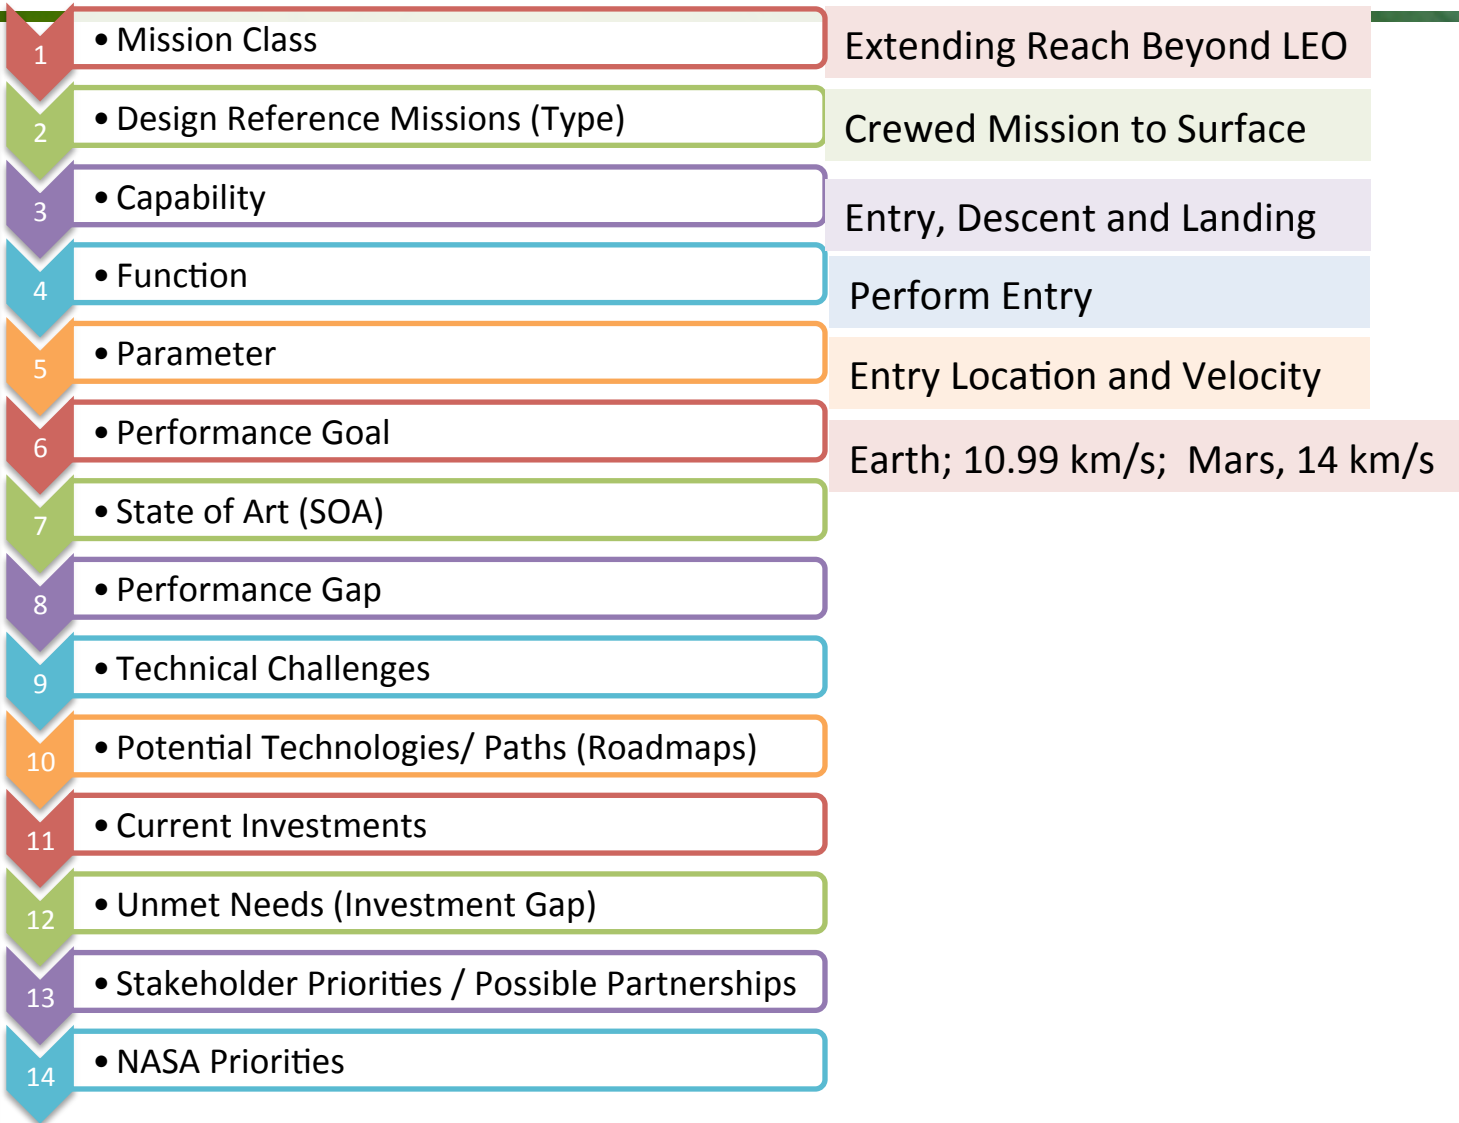 1
• Mission Class
Extending Reach Beyond LEO
2
• Design Reference Missions (Type)
Crewed Mission to Surface
3
• Capability
Entry, Descent and Landing
4
• Function
Perform Entry
5
• Parameter
Entry Location and Velocity
6
• Performance Goal
Earth; 10.99 km/s; Mars, 14 km/s
7
• State of Art (SOA)
8
• Performance Gap
9
• Technical Challenges
10
• Potential Technologies/ Paths (Roadmaps)
11
• Current Investments
12
• Unmet Needs (Investment Gap)
13
• Stakeholder Priorities / Possible Partnerships
14
• NASA Priorities